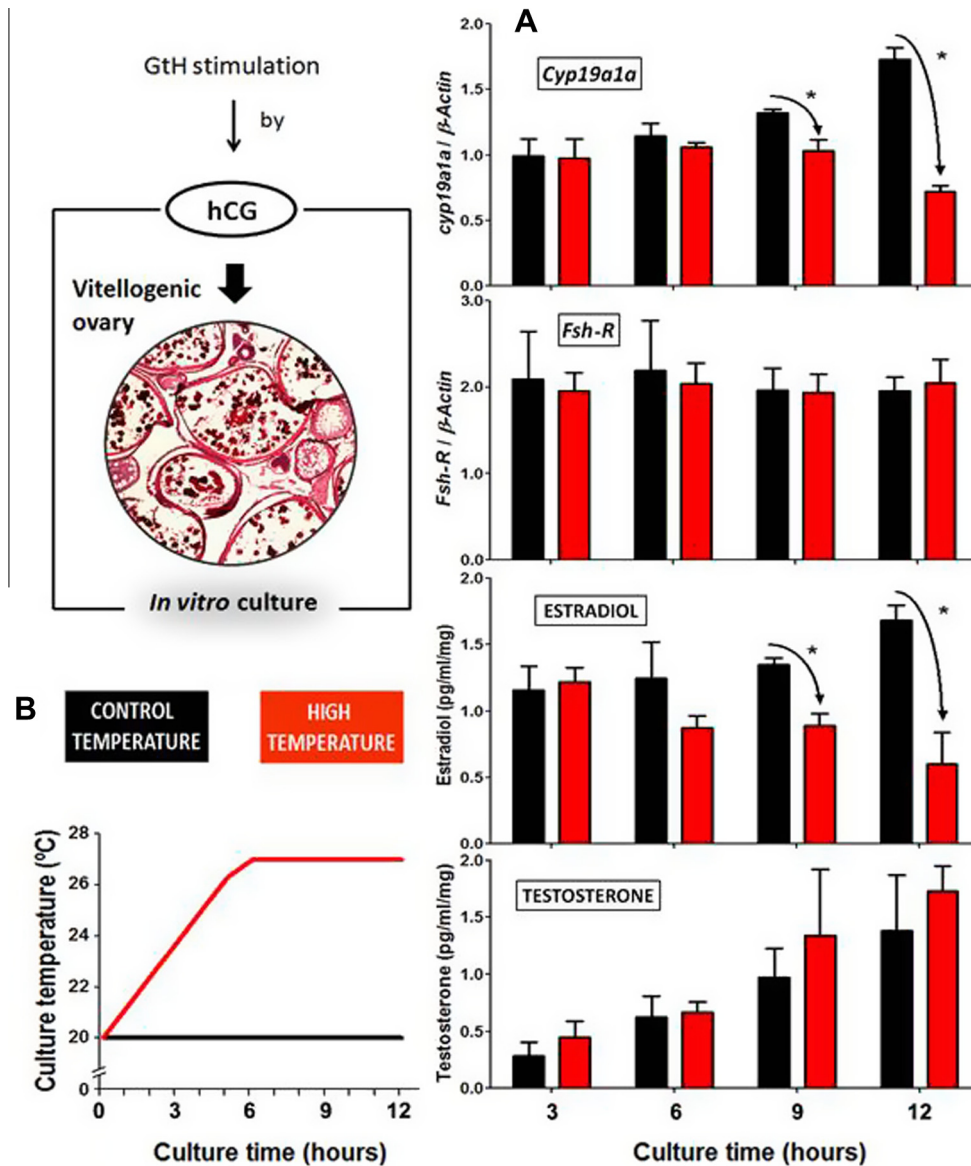 GtH stimulation
by
hCG
Vitellogenic
ovary
In vitro culture
B
CONTROL
TEMPERATURE
HIGH
TEMPERATURE
Culture temperature (ºC)
28
26
24
22
20
0
0 3 6 9 12
Culture time (hours)
A
Cyp19a1a
cyp19a1a / β-Actin
2.0
1.5
1.0
0.5
0.0
*
*
Fsh-R
Fsh-R / β-Actin
3.0
2.0
1.0
0.0
ESTRADIOL
Estradiol (pg/ml/mg)
2.0
1.5
1.0
0.5
0.0
*
*
TESTOSTERONE
Testosterone (pg/ml/mg)
2.0
1.5
1.0
0.5
0.0
3 6 9 12
Culture time (hours)